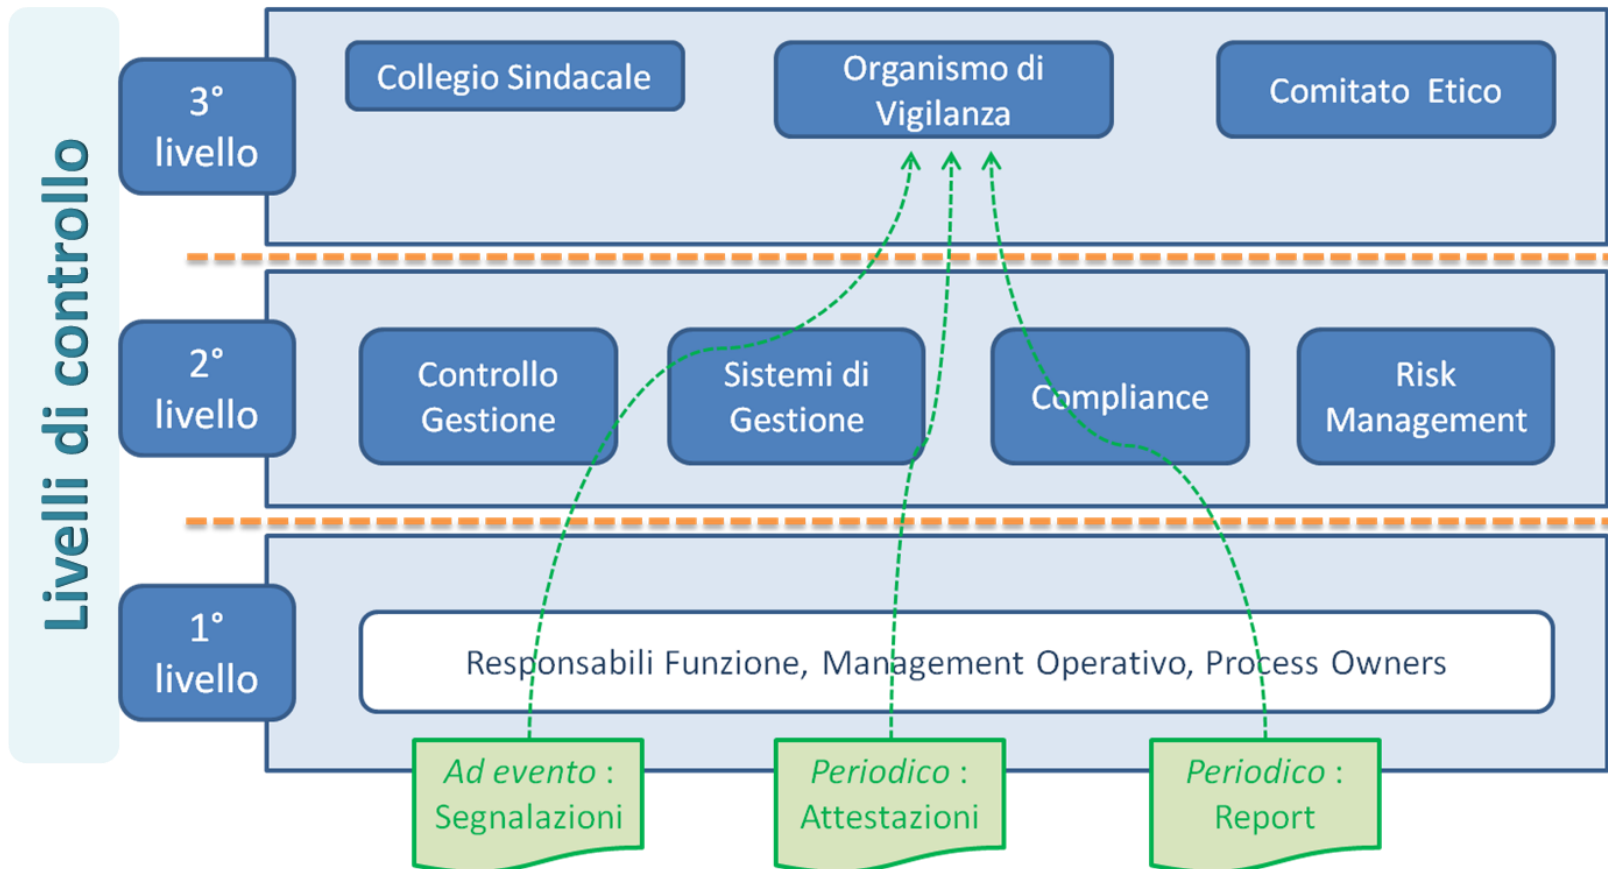 Livelli di controllo
3°
livello
Collegio Sindacale
Organismo di
Vigilanza
Comitato Etico
2°
livello
Controllo
Gestione
Sistemi di
Gestione
Compliance
Risk
Management
1°
livello
Responsabili Funzione, Management Operativo, Process Owners
Ad evento :
Segnalazioni
Periodico :
Attestazioni
Periodico :
Report